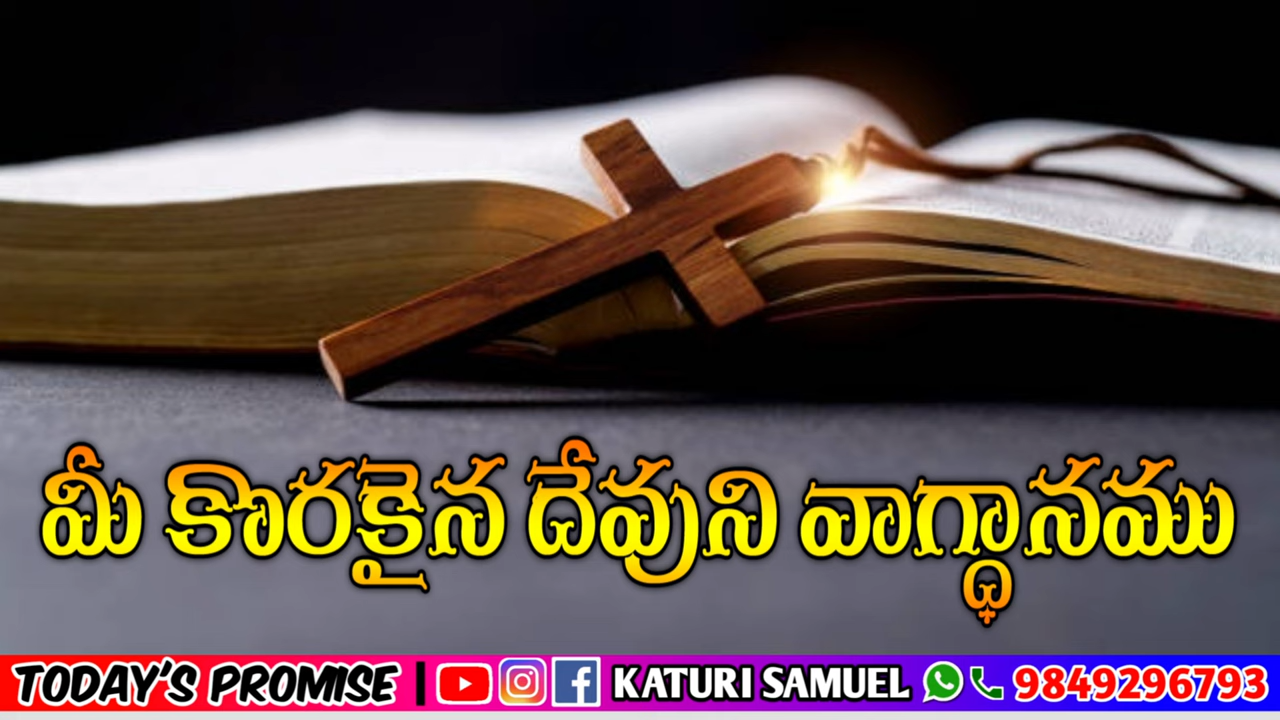 మీ కొరకైన దేవుని వాగ్ధానము
TODAY'S PROMISE | KATURI SAMUEL 9849296793